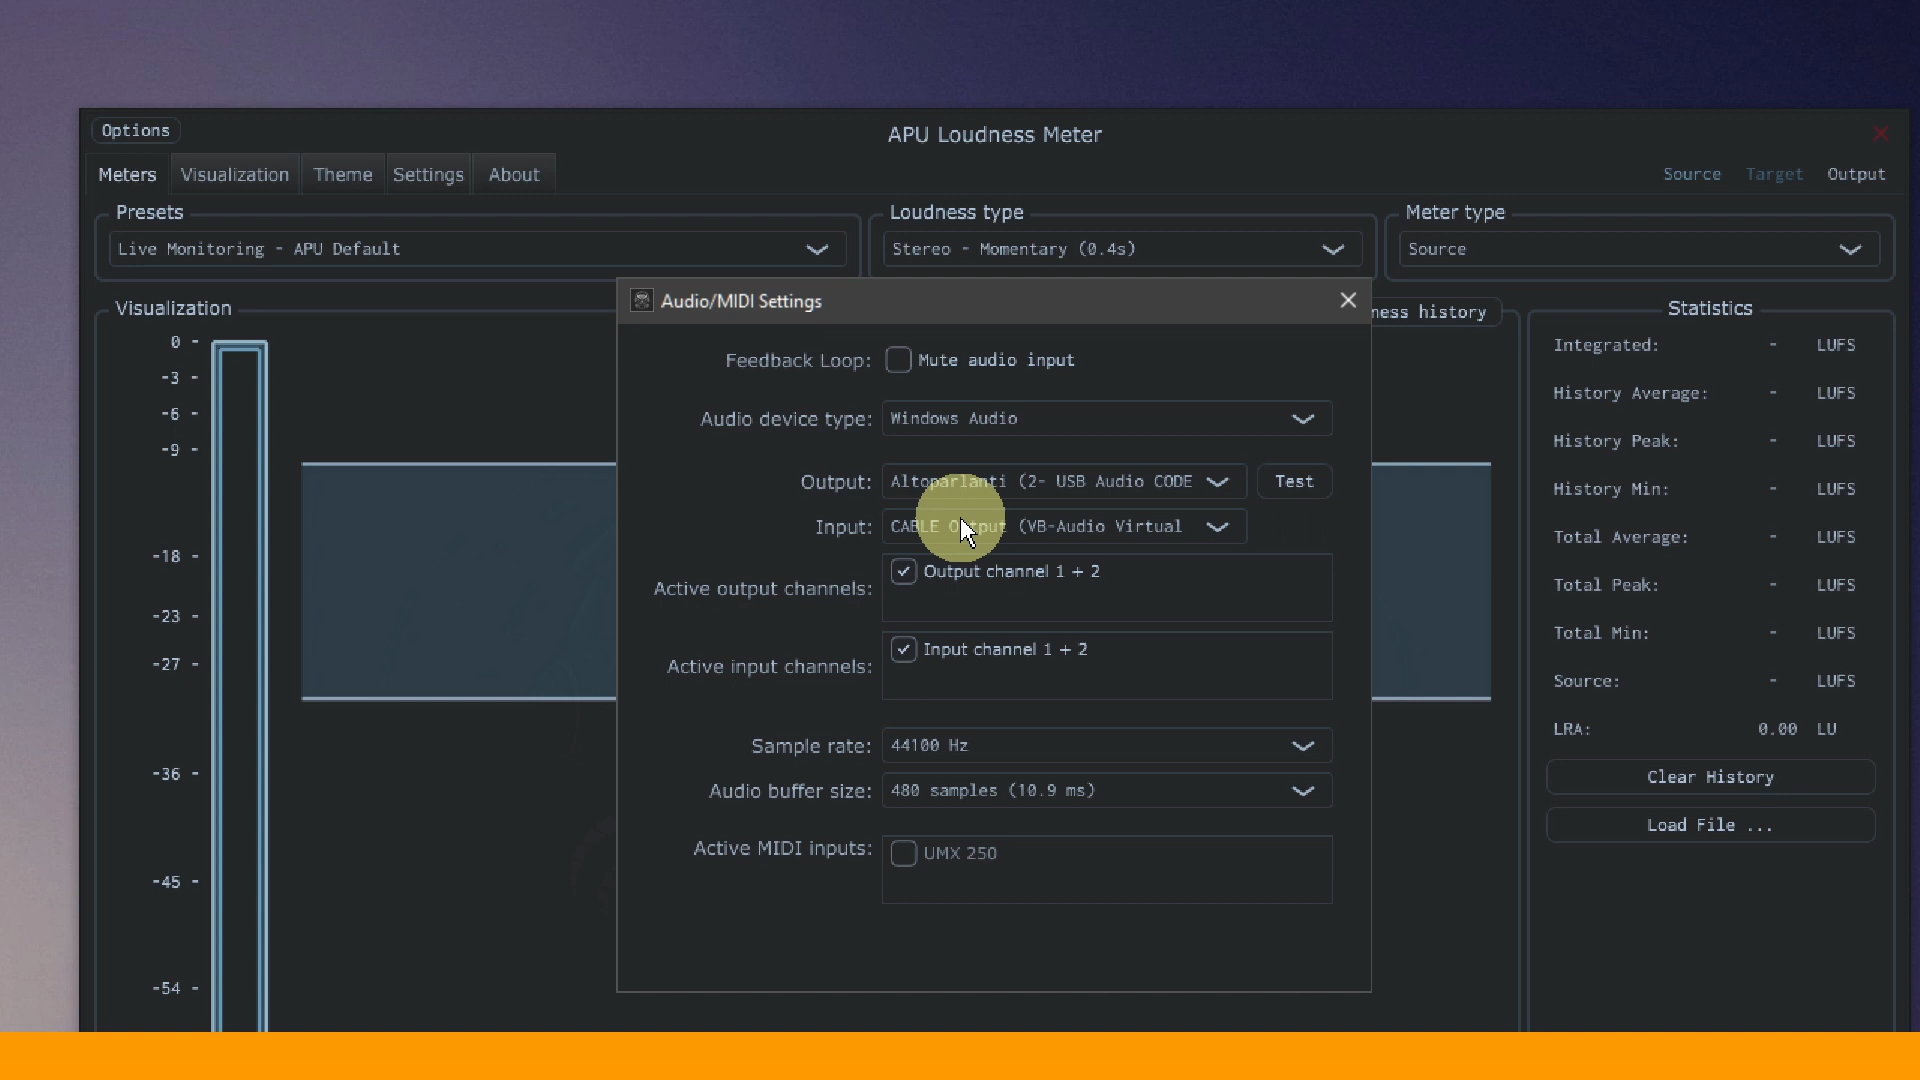 Options
APU Loudness Meter
Meters Visualization Theme Settings About
Source Target Output
Presets
Live Monitoring - APU Default
Loudness type
Stereo - Momentary (0.4s)
Meter type
Source
Visualization
0 -
-3 -
-6 -
-9 -
-18 -
-23 -
-27 -
-36 -
-45 -
-54 -
ness history
Audio/MIDI Settings
Feedback Loop: Mute audio input
Audio device type: Windows Audio
Output: Altoparlanti (2- USB Audio CODE Test
Input: CABLE Output (VB-Audio Virtual
Active output channels: Output channel 1 + 2
Active input channels: Input channel 1 + 2
Sample rate: 44100 Hz
Audio buffer size: 480 samples (10.9 ms)
Active MIDI inputs: UMX 250
Statistics
Integrated: - LUFS
History Average: - LUFS
History Peak: - LUFS
History Min: - LUFS
Total Average: - LUFS
Total Peak: - LUFS
Total Min: - LUFS
Source: - LUFS
LRA: 0.00 LU
Clear History
Load File ...